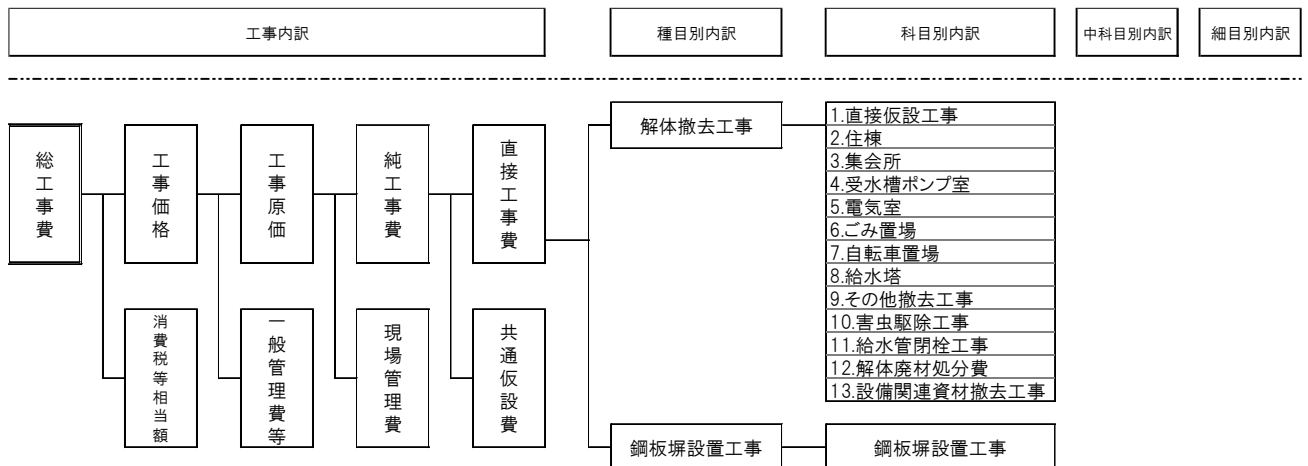 工事内訳
種目別内訳
科目別内訳
中科目別内訳
細目別内訳
総工事費
工事価格
工事原価
純工事費
直接工事費
消費税等相当額
一般管理費等
現場管理費
共通仮設費
解体撤去工事
1.直接仮設工事
2.住棟
3.集会所
4.受水槽ポンプ室
5.電気室
6.ごみ置場
7.自転車置場
8.給水塔
9.その他撤去工事
10.害虫駆除工事
11.給水管閉栓工事
12.解体廃材処分費
13.設備関連資材撤去工事
鋼板塀設置工事
鋼板塀設置工事